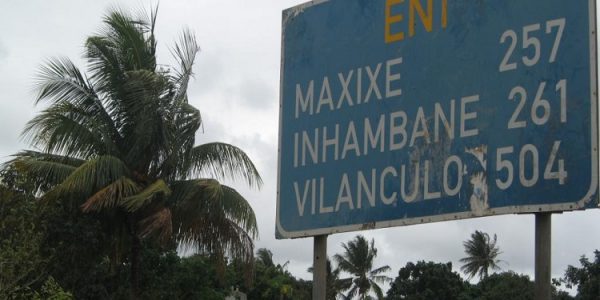 EN1
MAXIXE 257
INHAMBANE 261
VILANCULO 504